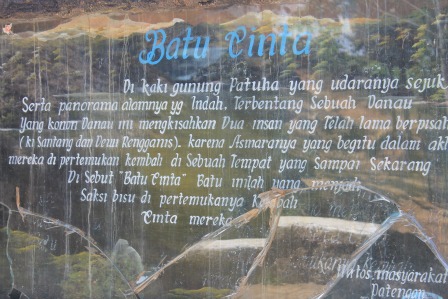 Batu Cinta
Di kaki gunung Patuha yang udaranya sejuk
Serta panorama alamnya yg Indah. Terbentang Sebuah Danau
Yang konon Danau ini mengkisahkan Dua insan yang Telah lama berpisah
(ki Santang dan Dewi Rengganis). karena Asmaranya yang begitu dalam
mereka di pertemukan kembali di Sebuah Tempat yang Sampai Sekarang
Di Sebut "Batu Cinta" Batu inilah yang
Saksi bisu di pertemukanya
Cinta mereka
Mitos masyarakat
Patengan